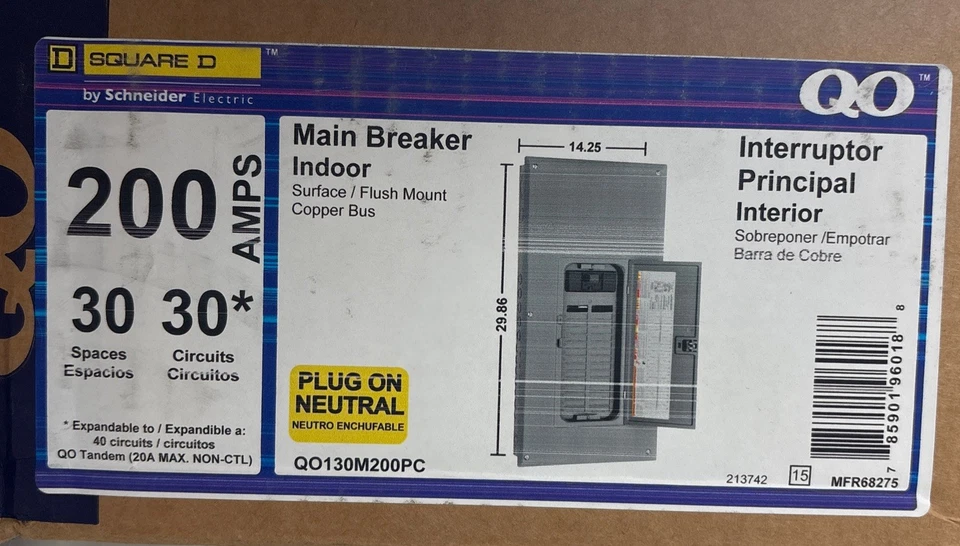 D SQUARE D ™
by Schneider Electric
QO™
200 AMPS
30 30*
Spaces Circuits
Espacios Circuitos
* Expandable to / Expandible a:
40 circuits / circuitos
QO Tandem (20A MAX. NON-CTL)
Main Breaker
Indoor
Surface / Flush Mount
Copper Bus
PLUG ON
NEUTRAL
NEUTRO ENCHUFABLE
QO130M200PC
14.25
29.86
Interruptor
Principal
Interior
Sobreponer /Empotrar
Barra de Cobre
7 85901 96018 8
213742 15 MFR68275
QO